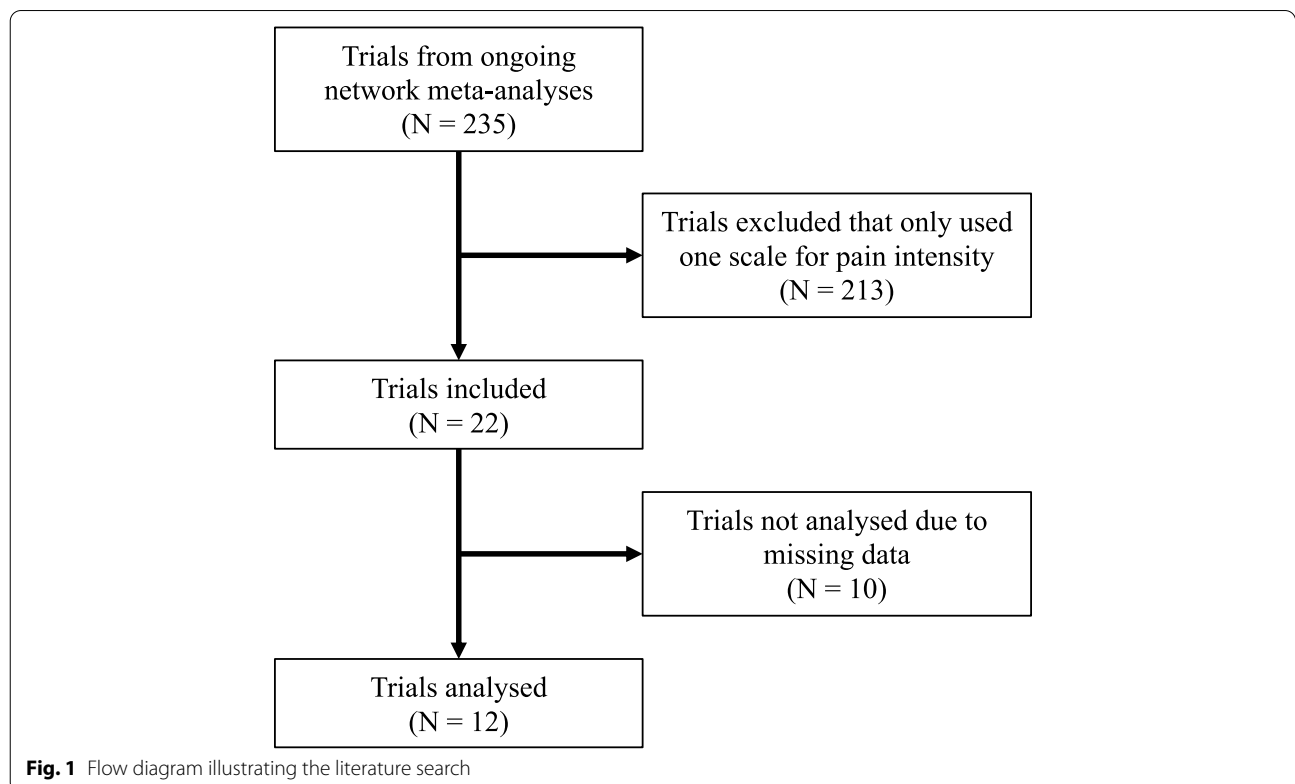 Trials from ongoing
network meta-analyses
(N = 235)
Trials excluded that only used
one scale for pain intensity
(N = 213)
Trials included
(N = 22)
Trials not analysed due to
missing data
(N = 10)
Trials analysed
(N = 12)
Fig. 1 Flow diagram illustrating the literature search